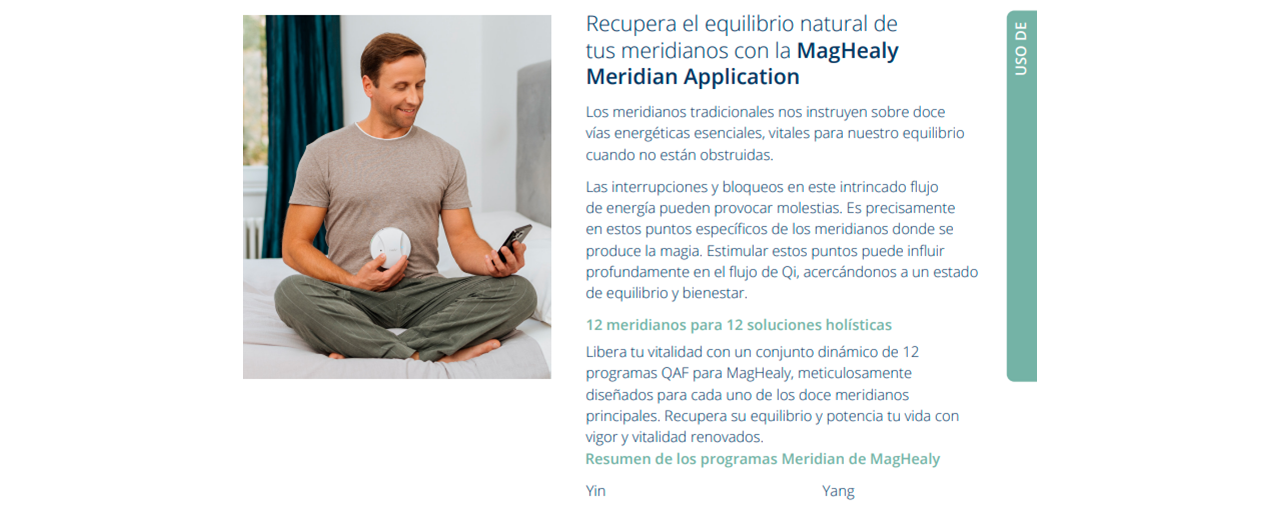 Recupera el equilibrio natural de
tus meridianos con la MagHealy
Meridian Application
Los meridianos tradicionales nos instruyen sobre doce
vías energéticas esenciales, vitales para nuestro equilibrio
cuando no están obstruidas.
Las interrupciones y bloqueos en este intrincado flujo
de energía pueden provocar molestias. Es precisamente
en estos puntos específicos de los meridianos donde se
produce la magia. Estimular estos puntos puede influir
profundamente en el flujo de Qi, acercándonos a un estado
de equilibrio y bienestar.
12 meridianos para 12 soluciones holísticas
Libera tu vitalidad con un conjunto dinámico de 12
programas QAF para MagHealy, meticulosamente
diseñados para cada uno de los doce meridianos
principales. Recupera su equilibrio y potencia tu vida con
vigor y vitalidad renovados.
Resumen de los programas Meridian de MagHealy
Yin Yang
USO DE